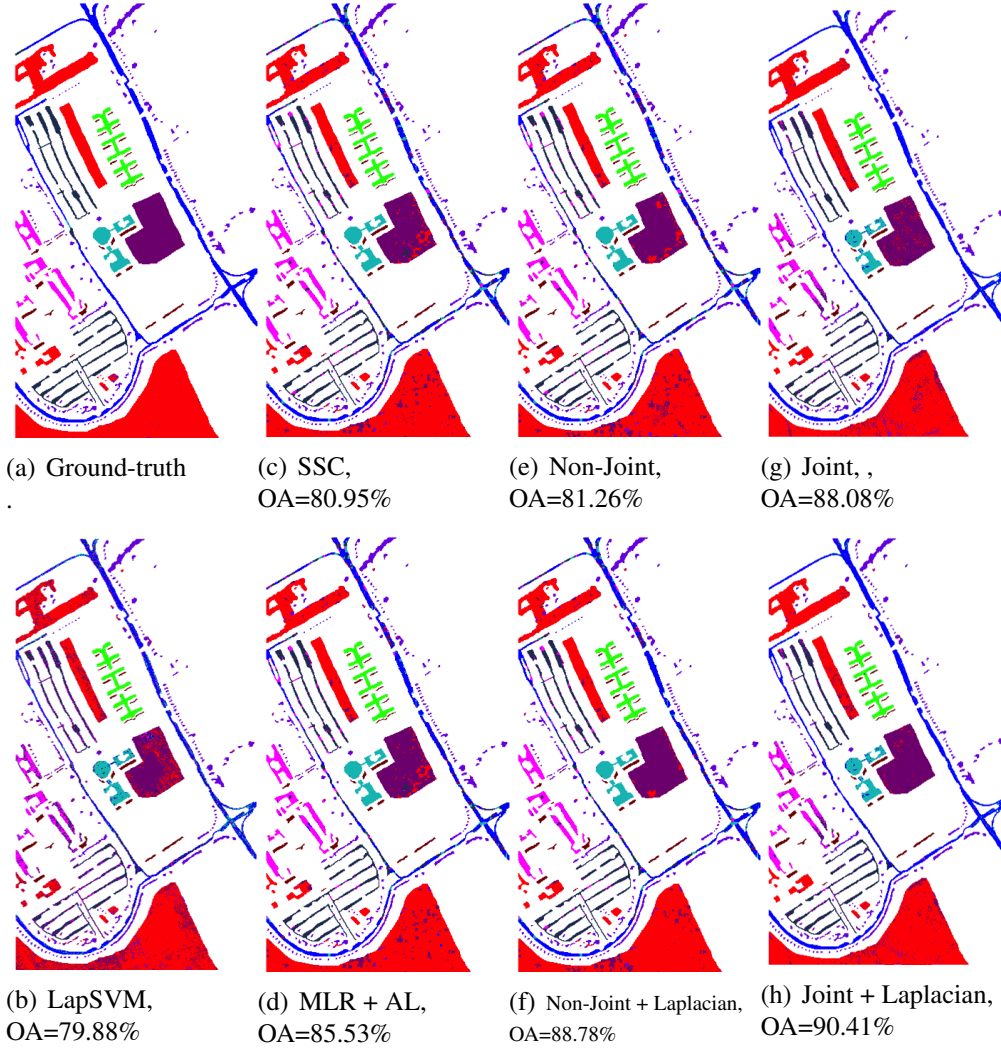 (a) Ground-truth
.
(c) SSC,
OA=80.95%
(e) Non-Joint,
OA=81.26%
(g) Joint, ,
OA=88.08%
(b) LapSVM,
OA=79.88%
(d) MLR + AL,
OA=85.53%
(f) Non-Joint + Laplacian,
OA=88.78%
(h) Joint + Laplacian,
OA=90.41%